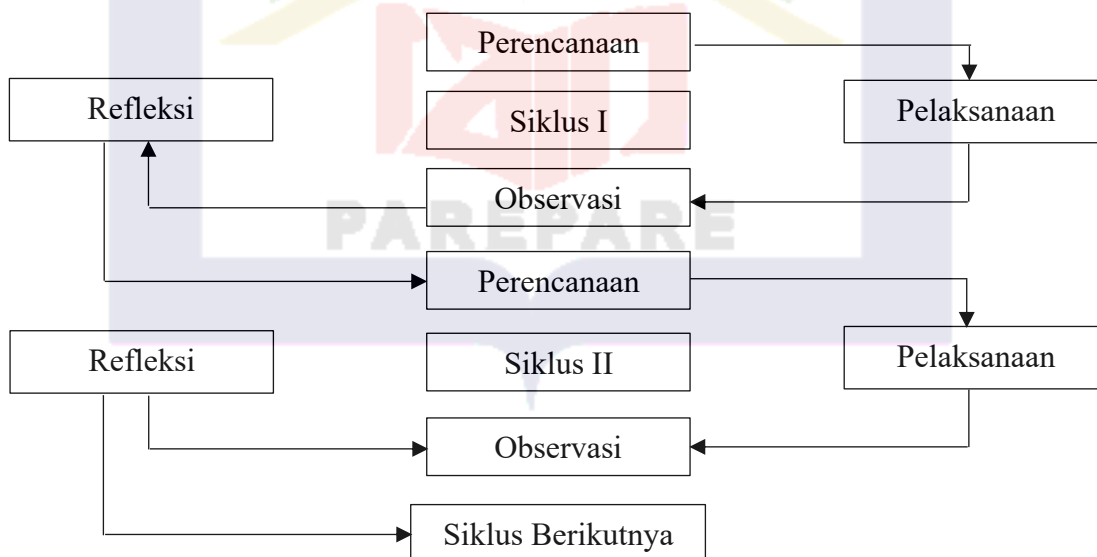 Perencanaan
Refleksi
Siklus I
Pelaksanaan
Observasi
PAREPARE
Perencanaan
Refleksi
Siklus II
Pelaksanaan
Observasi
Siklus Berikutnya